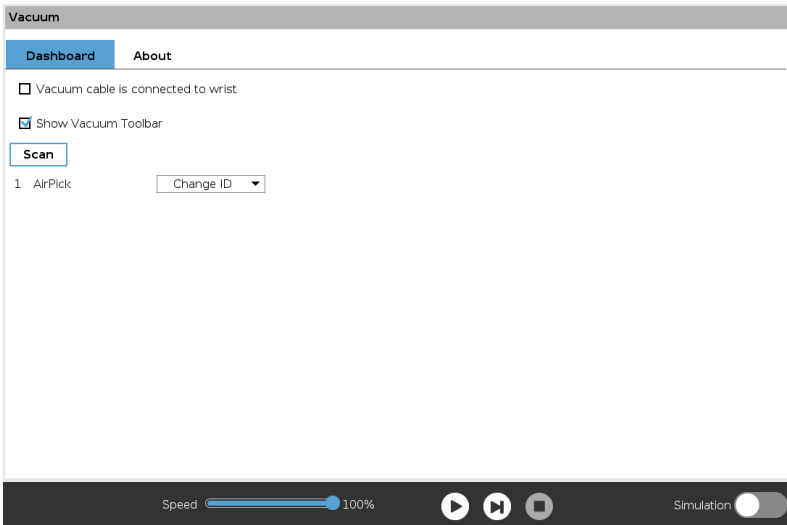 Vacuum
Dashboard About
Vacuum cable is connected to wrist
Show Vacuum Toolbar
Scan
1 AirPick Change ID
Speed 100% Simulation